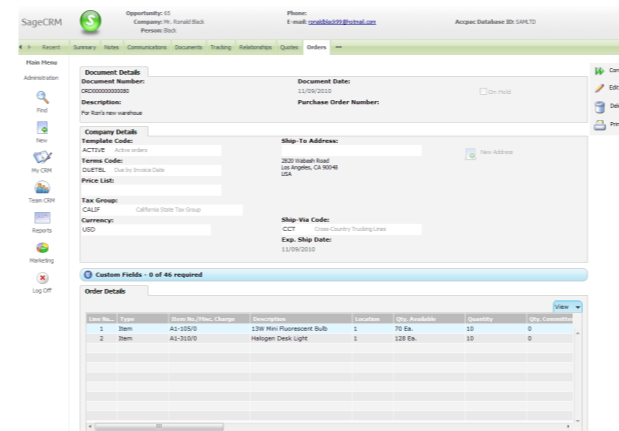 SageCRM
Opportunity: 65
Company: Mr. Ronald Black
Person: Black
Phone:
E-mail: ronaldblack99@hotmail.com
Accpac Database ID: SAMLTD
Recent Summary Notes Communications Documents Tracking Relationships Quotes Orders
Main Menu
Administration
Find
New
My CRM
Team CRM
Reports
Marketing
Log Off
Document Details
Document Number:
ORD000000000080
Document Date:
11/09/2010
On Hold
Description:
For Ron's new warehouse
Purchase Order Number:
Company Details
Template Code:
ACTIVE Active orders
Ship-To Address:
New Address
Terms Code:
DUETBL Due by Invoice Date
2820 Wabash Road
Los Angeles, CA 90048
USA
Price List:
Tax Group:
CALIF California State Tax Group
Currency:
USD
Ship-Via Code:
CCT Cross-Country Trucking Lines
Exp. Ship Date:
11/09/2010
Custom Fields - 0 of 46 required
Order Details
View
Line Nu... Type Item No./Misc. Charge Description Location Qty. Available Quantity Qty. Committed
1 Item A1-105/0 13W Mini Fluorescent Bulb 1 70 Ea. 10 0
2 Item A1-310/0 Halogen Desk Light 1 128 Ea. 10 0
Edit